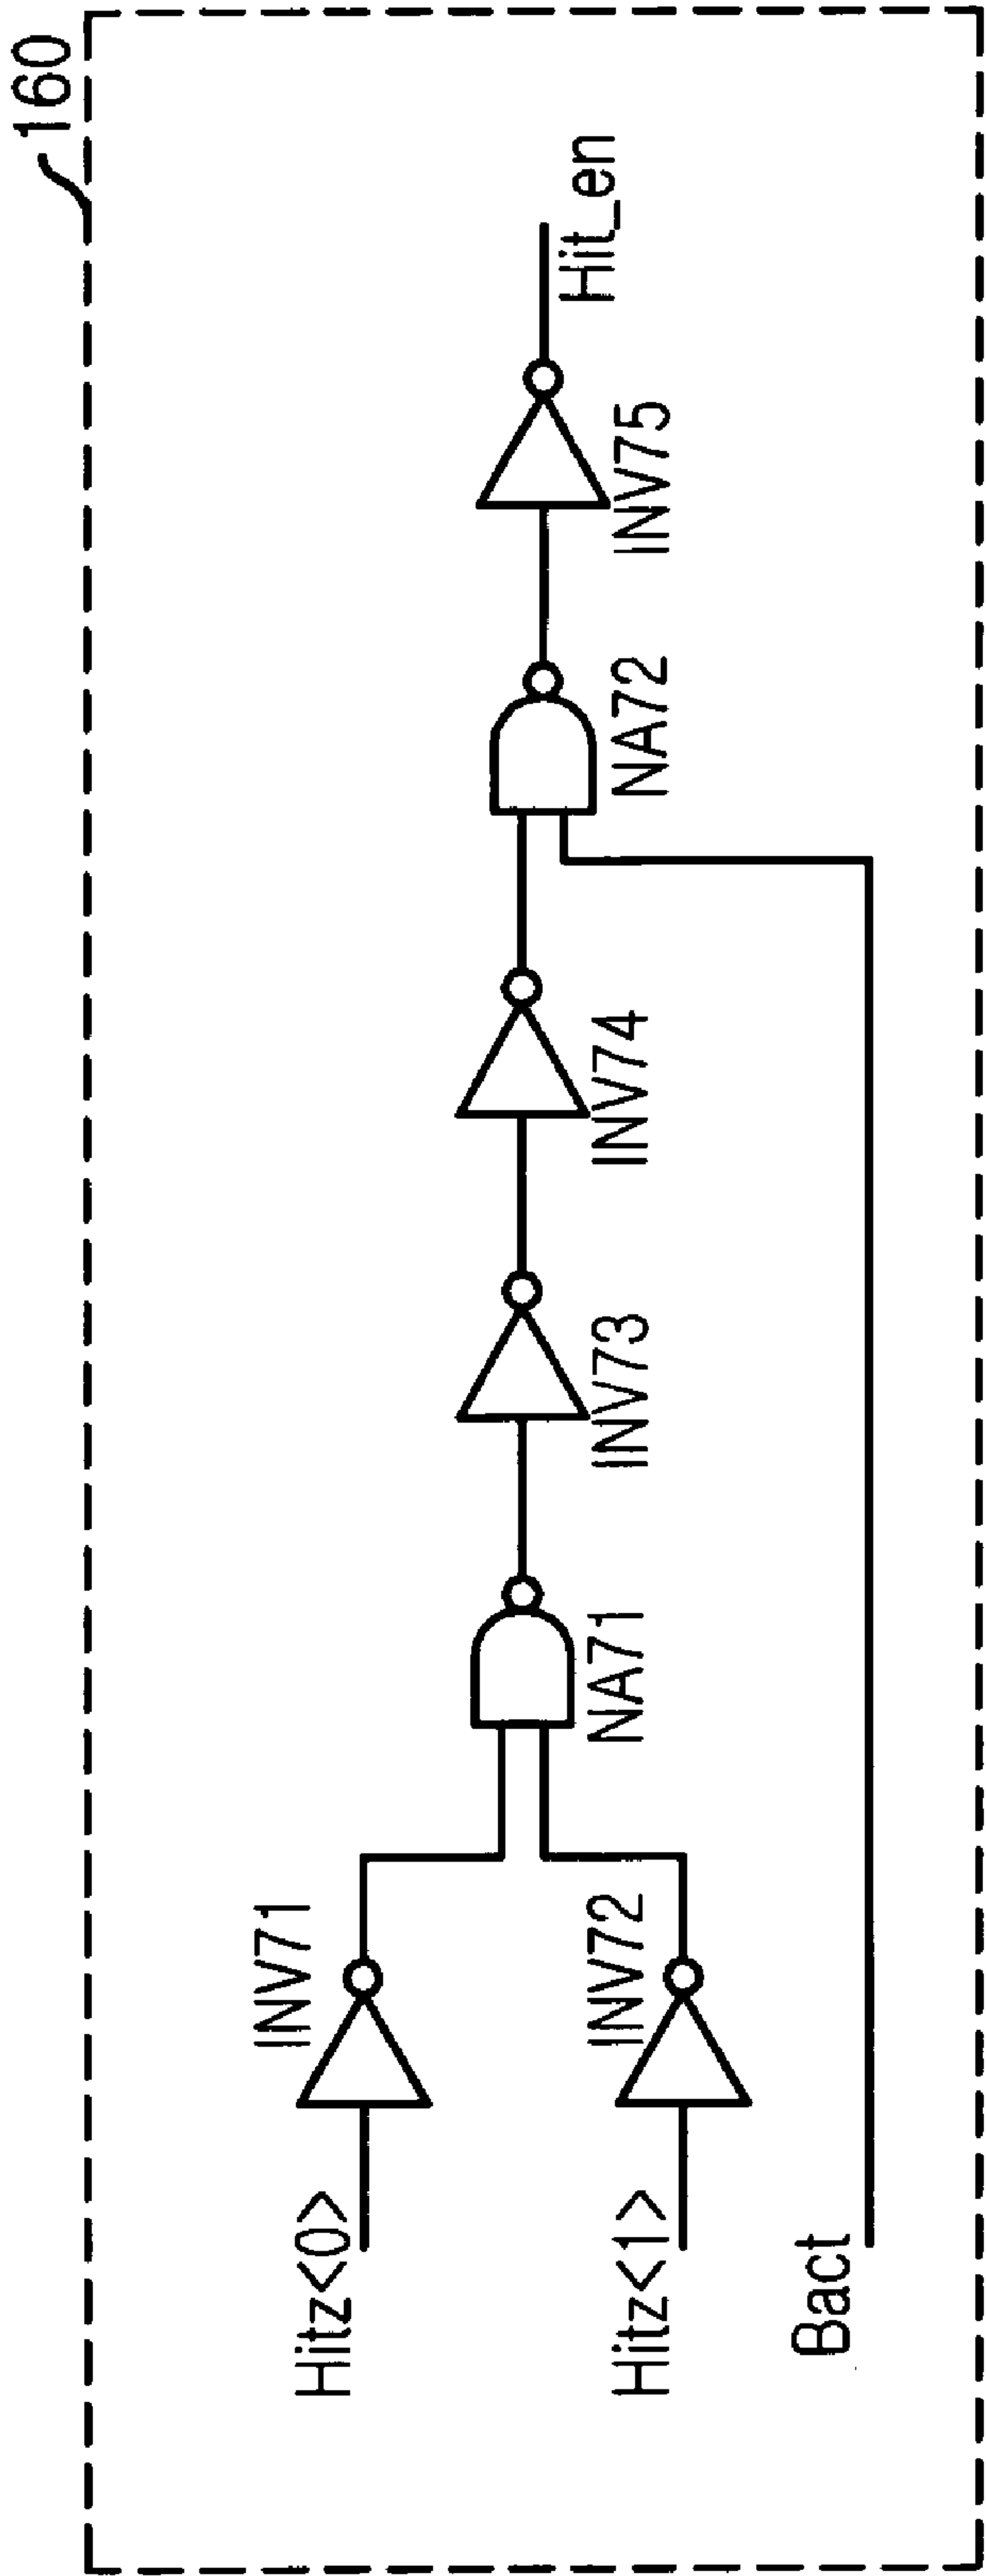 160
Hitz<0>
INV71
Hitz<1>
INV72
NA71
INV73
INV74
NA72
INV75
Hit_en
Bact